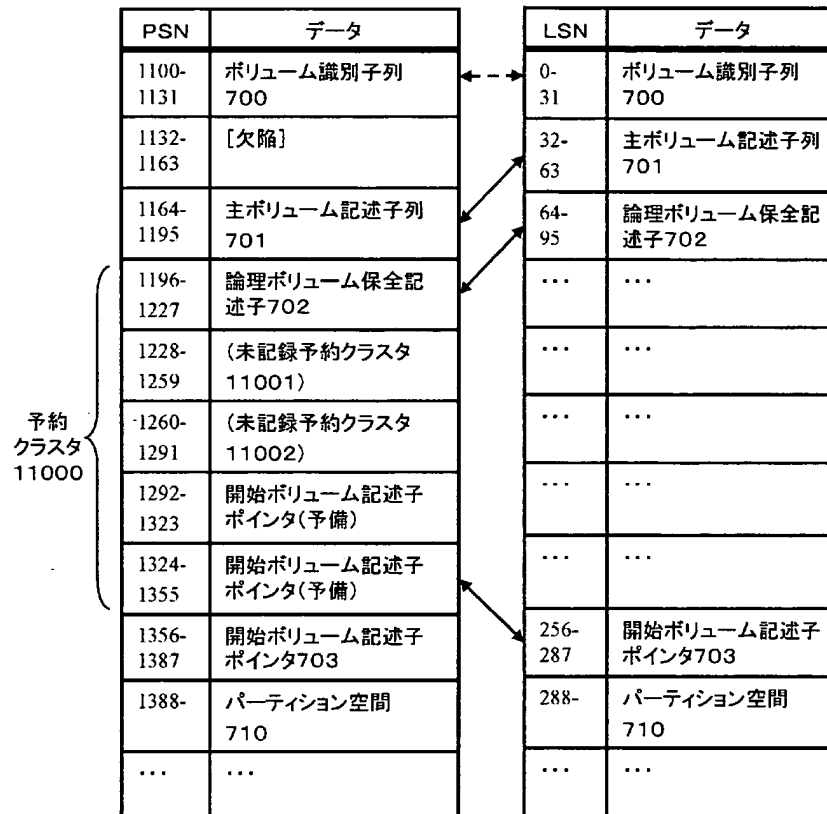 PSN データ
1100-
1131
ボリューム識別子列
700
1132-
1163
[欠陥]
1164-
1195
主ボリューム記述子列
701
1196-
1227
論理ボリューム保全記
述子702
1228-
1259
(未記録予約クラスタ
11001)
1260-
1291
(未記録予約クラスタ
11002)
1292-
1323
開始ボリューム記述子
ポインタ(予備)
1324-
1355
開始ボリューム記述子
ポインタ(予備)
1356-
1387
開始ボリューム記述子
ポインタ703
1388-
パーティション空間
710
... ...
予約
クラスタ
11000
LSN データ
0-
31
ボリューム識別子列
700
32-
63
主ボリューム記述子列
701
64-
95
論理ボリューム保全記
述子702
... ...
... ...
... ...
... ...
... ...
256-
287
開始ボリューム記述子
ポインタ703
288-
パーティション空間
710
... ...